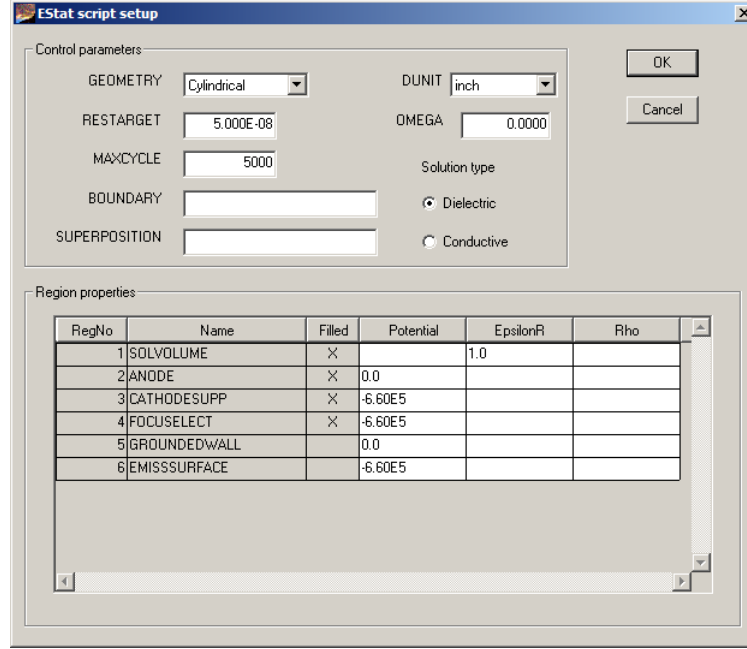 EStat script setup
Control parameters
GEOMETRY Cylindrical DUNIT inch OK
RESTARGET 5.000E-08 OMEGA 0.0000 Cancel
MAXCYCLE 5000 Solution type
BOUNDARY Dielectric
SUPERPOSITION Conductive
Region properties
RegNo Name Filled Potential EpsilonR Rho
1 SOLVOLUME X 1.0
2 ANODE X 0.0
3 CATHODESUPP X -6.60E5
4 FOCUSELECT X -6.60E5
5 GROUNDEDWALL 0.0
6 EMISSSURFACE -6.60E5